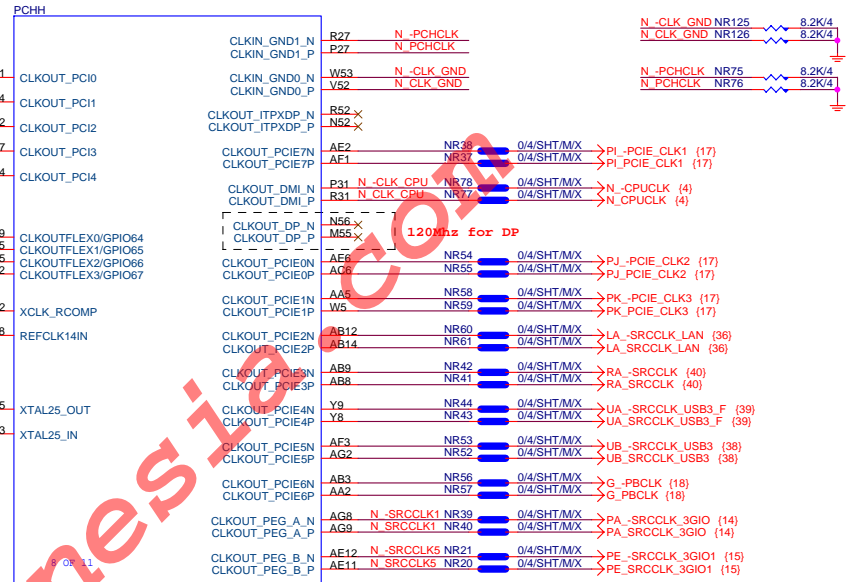 PCHH
CLKIN_GND1_N R27 N_-PCHCLK
CLKIN_GND1_P P27 N_PCHCLK
N_-CLK_GND NR125 8.2K/4
N_CLK_GND NR126 8.2K/4
CLKOUT_PCI0
CLKIN_GND0_N W53 N_-CLK_GND
CLKIN_GND0_P V52 N_CLK_GND
N_-PCHCLK NR75 8.2K/4
N_PCHCLK NR76 8.2K/4
CLKOUT_PCI1
CLKOUT_ITPXDP_N R52
CLKOUT_ITPXDP_P N52
CLKOUT_PCI2
CLKOUT_PCI3
CLKOUT_PCIE7N AE2 NR38 0/4/SHT/M/X PI_-PCIE_CLK1 {17}
CLKOUT_PCIE7P AF1 NR37 0/4/SHT/M/X PI_PCIE_CLK1 {17}
CLKOUT_PCI4
CLKOUT_DMI_N P31 N_-CLK_CPU NR78 0/4/SHT/M/X N_-CPUCLK {4}
CLKOUT_DMI_P R31 N_CLK_CPU NR77 0/4/SHT/M/X N_CPUCLK {4}
CLKOUT_DP_N N56
CLKOUT_DP_P M55
120Mhz for DP
CLKOUTFLEX0/GPIO64
CLKOUTFLEX1/GPIO65
CLKOUTFLEX2/GPIO66
CLKOUTFLEX3/GPIO67
CLKOUT_PCIE0N AE6 NR54 0/4/SHT/M/X PJ_-PCIE_CLK2 {17}
CLKOUT_PCIE0P AC6 NR55 0/4/SHT/M/X PJ_PCIE_CLK2 {17}
CLKOUT_PCIE1N AA5 NR58 0/4/SHT/M/X PK_-PCIE_CLK3 {17}
CLKOUT_PCIE1P W5 NR59 0/4/SHT/M/X PK_PCIE_CLK3 {17}
XCLK_RCOMP
REFCLK14IN
CLKOUT_PCIE2N AB12 NR60 0/4/SHT/M/X LA_-SRCCLK_LAN {36}
CLKOUT_PCIE2P AB14 NR61 0/4/SHT/M/X LA_SRCCLK_LAN {36}
CLKOUT_PCIE3N AB9 NR42 0/4/SHT/M/X RA_-SRCCLK {40}
CLKOUT_PCIE3P AB8 NR41 0/4/SHT/M/X RA_SRCCLK {40}
XTAL25_OUT
CLKOUT_PCIE4N Y9 NR44 0/4/SHT/M/X UA_-SRCCLK_USB3_F {39}
CLKOUT_PCIE4P Y8 NR43 0/4/SHT/M/X UA_SRCCLK_USB3_F {39}
XTAL25_IN
CLKOUT_PCIE5N AF3 NR53 0/4/SHT/M/X UB_-SRCCLK_USB3 {38}
CLKOUT_PCIE5P AG2 NR52 0/4/SHT/M/X UB_SRCCLK_USB3 {38}
CLKOUT_PCIE6N AB3 NR56 0/4/SHT/M/X G_-PBCLK {18}
CLKOUT_PCIE6P AA2 NR57 0/4/SHT/M/X G_PBCLK {18}
CLKOUT_PEG_A_N AG8 N_-SRCCLK1 NR39 0/4/SHT/M/X PA_-SRCCLK_3GIO {14}
CLKOUT_PEG_A_P AG9 N_SRCCLK1 NR40 0/4/SHT/M/X PA_SRCCLK_3GIO {14}
CLKOUT_PEG_B_N AE12 N_-SRCCLK5 NR21 0/4/SHT/M/X PE_-SRCCLK_3GIO1 {15}
CLKOUT_PEG_B_P AE11 N_SRCCLK5 NR20 0/4/SHT/M/X PE_SRCCLK_3GIO1 {15}
8 OF 11
nesia.com